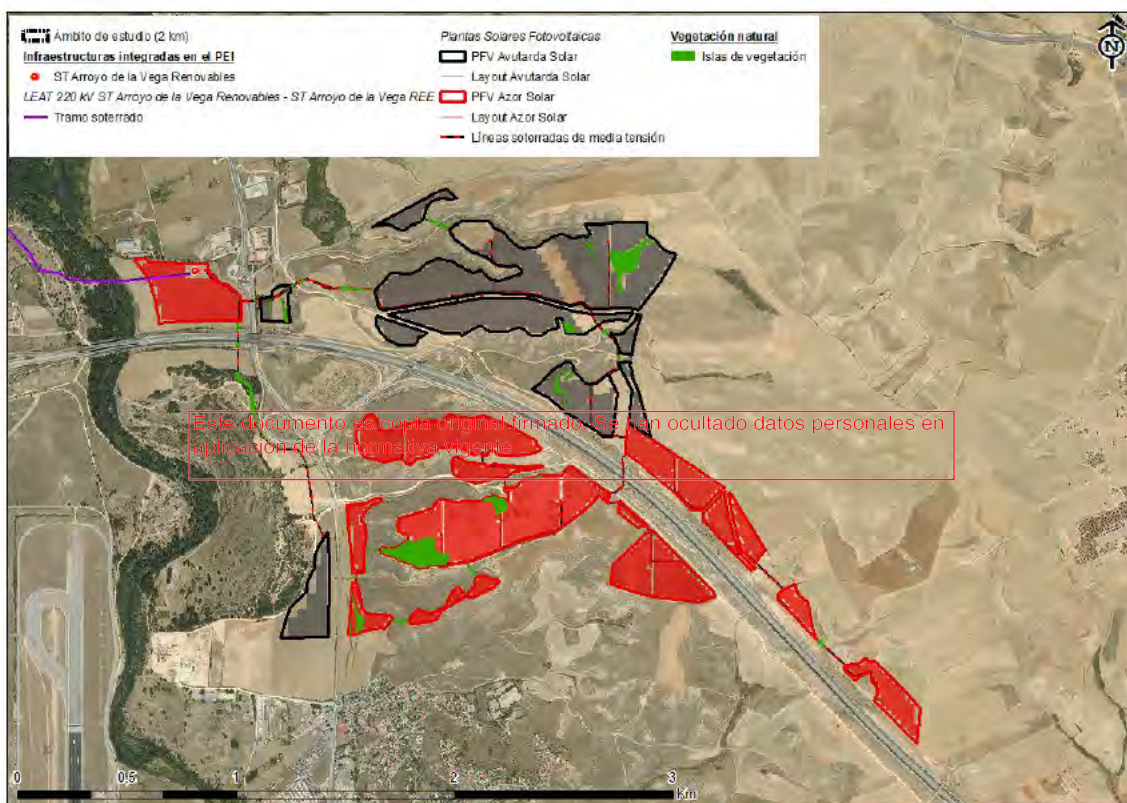 Ámbito de estudio (2 km)
Infraestructuras integradas en el PEI
ST Arroyo de la Vega Renovables
LEAT 220 kV ST Arroyo de la Vega Renovables - ST Arroyo de la Vega REE
Tramo soterrado
Plantas Solares Fotovoltaicas
PFV Avutarda Solar
Layout Avutarda Solar
PFV Azor Solar
Layout Azor Solar
Líneas soterradas de media tensión
Vegetación natural
Islas de vegetación
N
Este documento es copia original firmado. Se han ocultado datos personales en
aplicación de la normativa vigente
0 0,5 1 2 3
Km